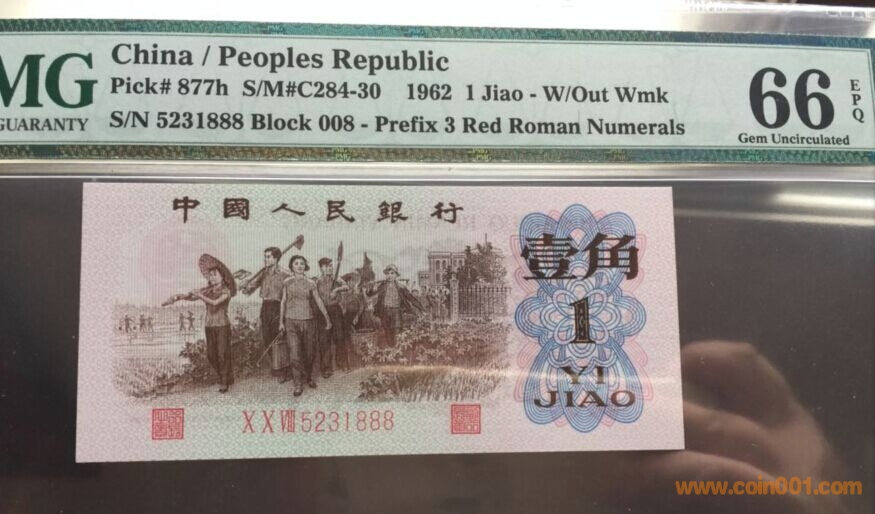 China / Peoples Republic
MG
GUARANTY
Pick# 877h S/M#C284-30 1962 1 Jiao - W/Out Wmk
S/N 5231888 Block 008 - Prefix 3 Red Roman Numerals
66
EPQ
Gem Uncirculated
中國人民銀行
壹角
1
YI
JIAO
XXVIII 5231888
www.coin001.com